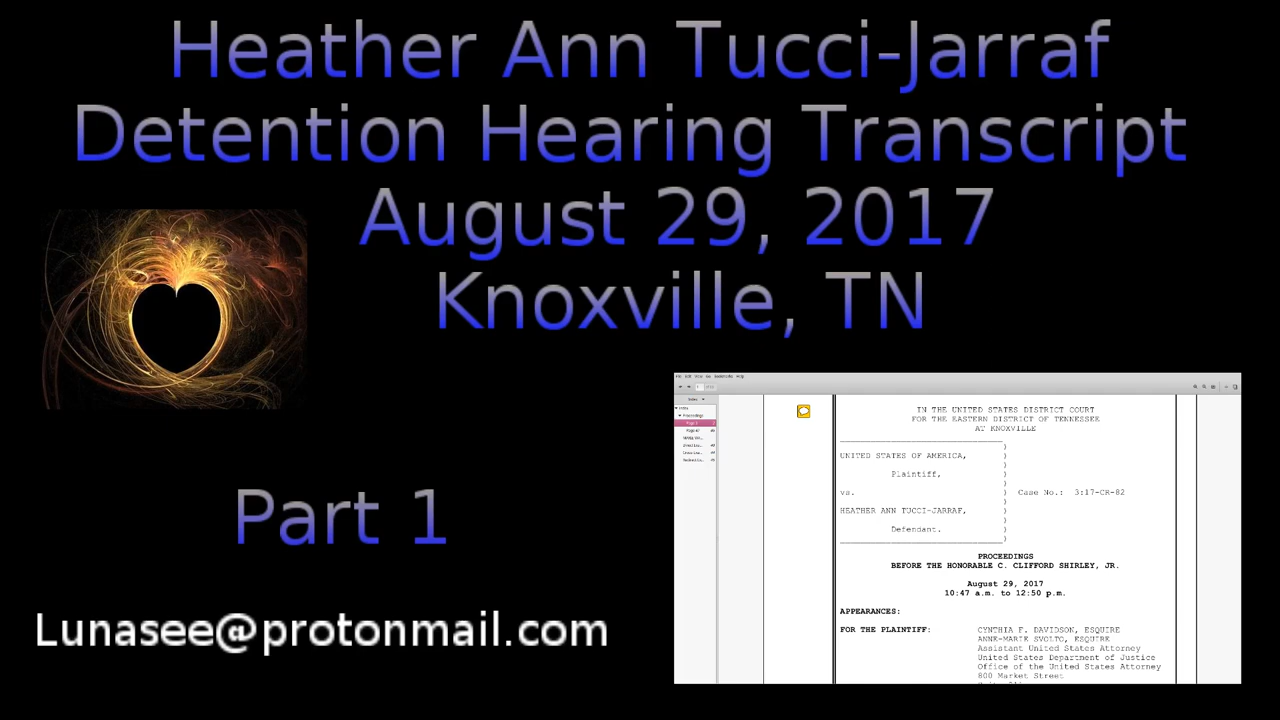 Heather Ann Tucci-Jarraf
Detention Hearing Transcript
August 29, 2017
Knoxville, TN
Part 1
Lunasee@protonmail.com
IN THE UNITED STATES DISTRICT COURT
FOR THE EASTERN DISTRICT OF TENNESSEE
AT KNOXVILLE
UNITED STATES OF AMERICA,
Plaintiff,
vs. ) Case No.: 3:17-CR-82
HEATHER ANN TUCCI-JARRAF,
Defendant.
PROCEEDINGS
BEFORE THE HONORABLE C. CLIFFORD SHIRLEY, JR.
August 29, 2017
10:47 a.m. to 12:50 p.m.
APPEARANCES:
FOR THE PLAINTIFF: CYNTHIA F. DAVIDSON, ESQUIRE
ANNE-MARIE SVOLTO, ESQUIRE
Assistant United States Attorney
United States Department of Justice
Office of the United States Attorney
800 Market Street